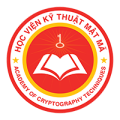 HỌC VIỆN KỸ THUẬT MẬT MÃ
ACADEMY OF CRYPTOGRAPHY TECHNIQUES